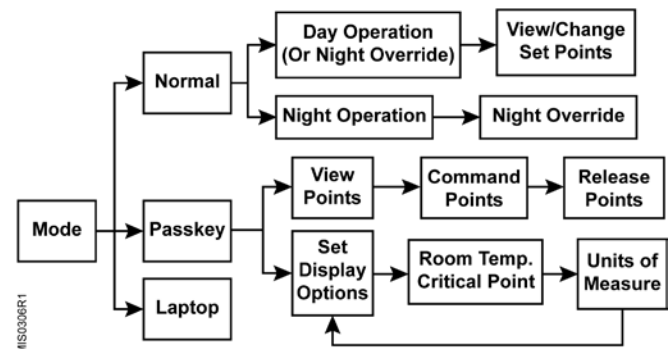 Day Operation
(Or Night Override)
View/Change
Set Points
Normal
Night Operation
Night Override
View
Points
Command
Points
Release
Points
Mode
Passkey
Set
Display
Options
Room Temp.
Critical Point
Units of
Measure
Laptop
MIS0306R1